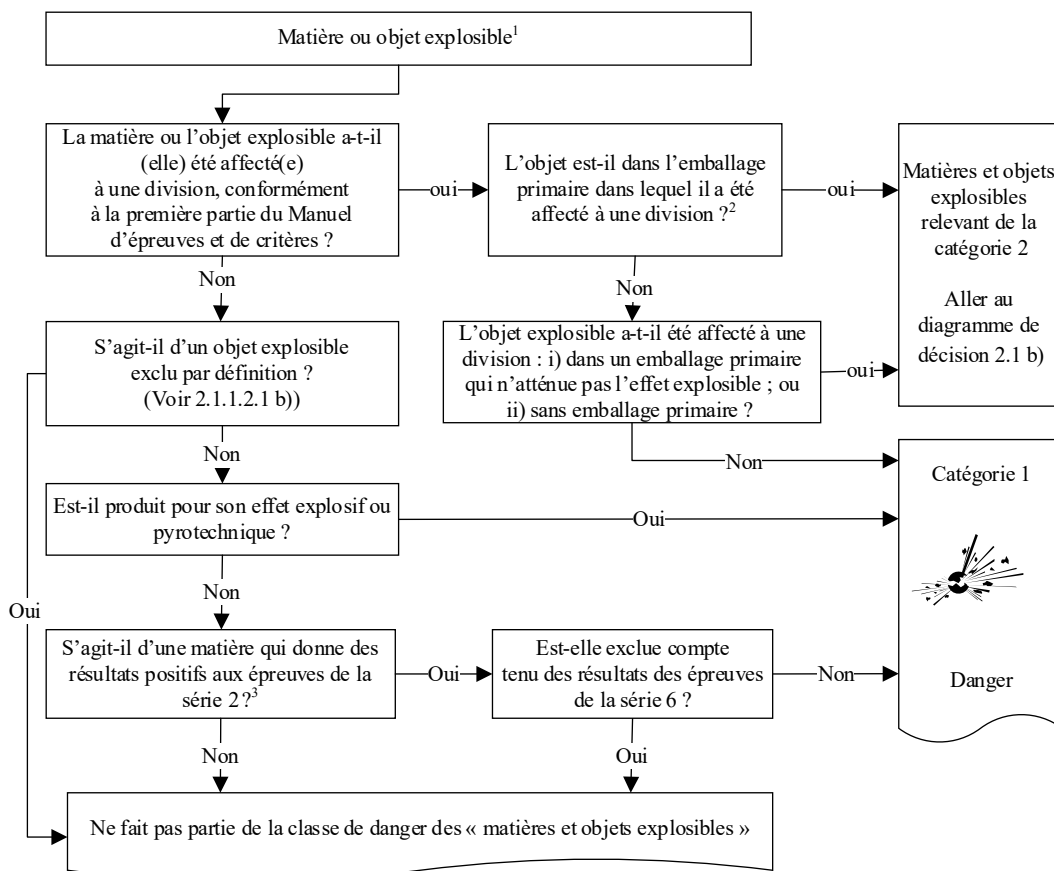 Matière ou objet explosible¹
La matière ou l’objet explosible a-t-il
(elle) été affecté(e)
à une division, conformément
à la première partie du Manuel
d’épreuves et de critères ?
oui
L’objet est-il dans l’emballage
primaire dans lequel il a été
affecté à une division ?²
oui
Matières et objets
explosibles
relevant de la
catégorie 2
Aller au
diagramme de
décision 2.1 b)
Non
Non
S’agit-il d’un objet explosible
exclu par définition ?
(Voir 2.1.1.2.1 b))
L’objet explosible a-t-il été affecté à une
division : i) dans un emballage primaire
qui n’atténue pas l’effet explosible ; ou
ii) sans emballage primaire ?
oui
Non
Non
Catégorie 1
Est-il produit pour son effet explosif ou
pyrotechnique ?
Oui
Non
Oui
S’agit-il d’une matière qui donne des
résultats positifs aux épreuves de la
série 2 ?³
Oui
Est-elle exclue compte
tenu des résultats des épreuves
de la série 6 ?
Non
Danger
Non
Oui
Ne fait pas partie de la classe de danger des « matières et objets explosibles »